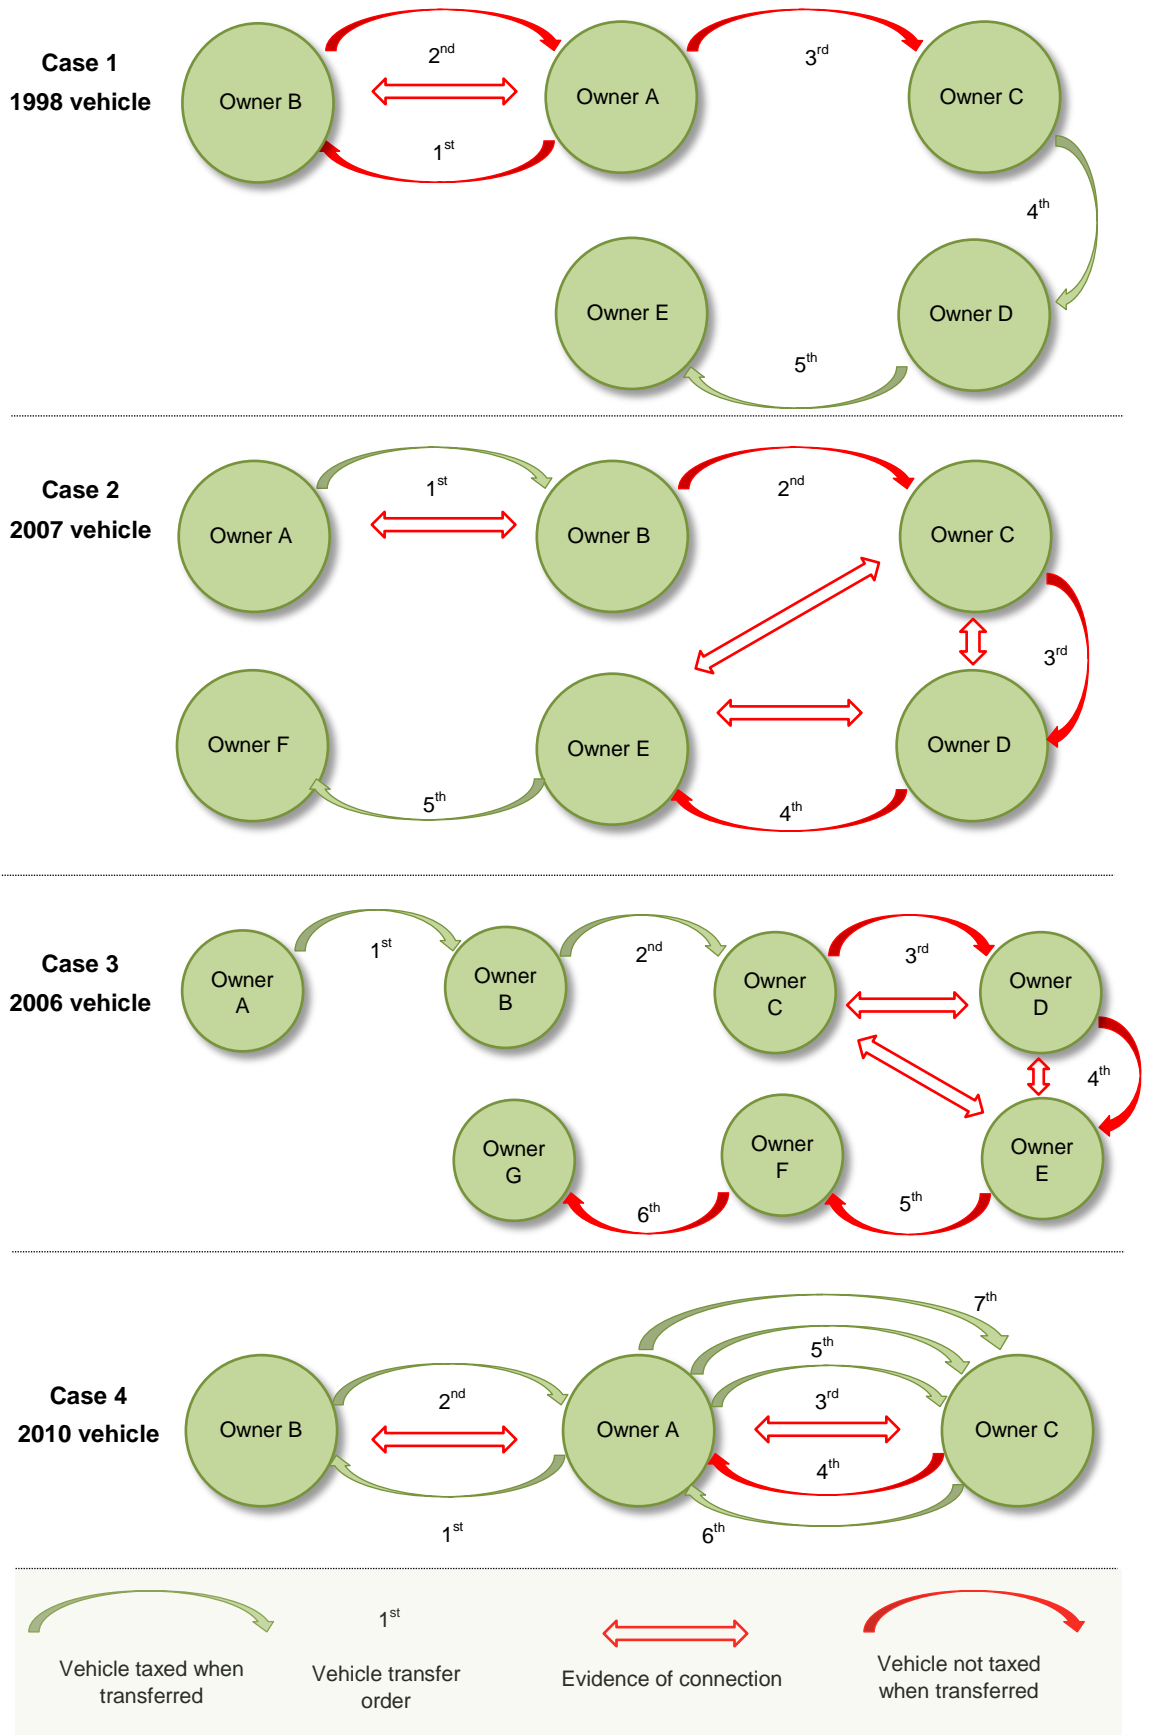 Case 1
1998 vehicle
Owner B
2nd
1st
Owner A
3rd
Owner C
4th
Owner E
5th
Owner D
Case 2
2007 vehicle
Owner A
1st
Owner B
2nd
Owner C
3rd
Owner F
5th
Owner E
4th
Owner D
Case 3
2006 vehicle
Owner
A
1st
Owner
B
2nd
Owner
C
3rd
Owner
D
4th
Owner
G
6th
Owner
F
5th
Owner
E
Case 4
2010 vehicle
7th
5th
Owner B
2nd
1st
Owner A
3rd
4th
6th
Owner C
Vehicle taxed when
transferred
1st
Vehicle transfer
order
Evidence of connection
Vehicle not taxed
when transferred